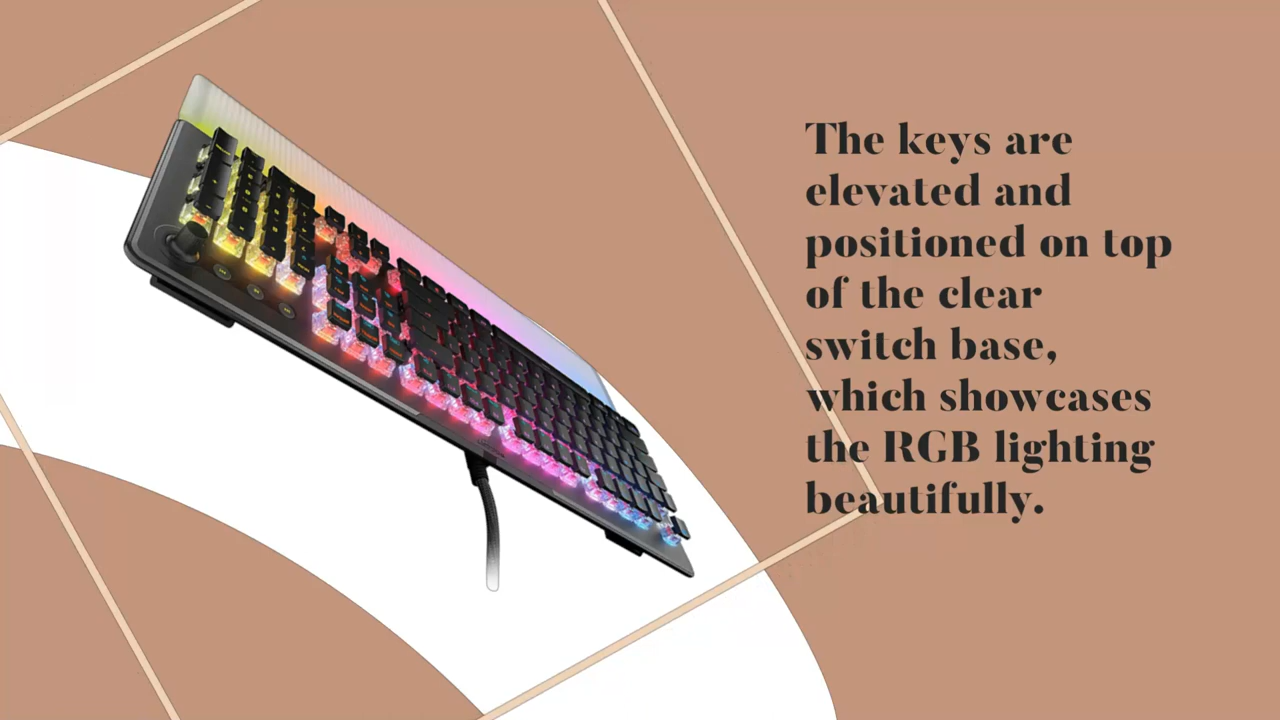 The keys are
elevated and
positioned on top
of the clear
switch base,
which showcases
the RGB lighting
beautifully.